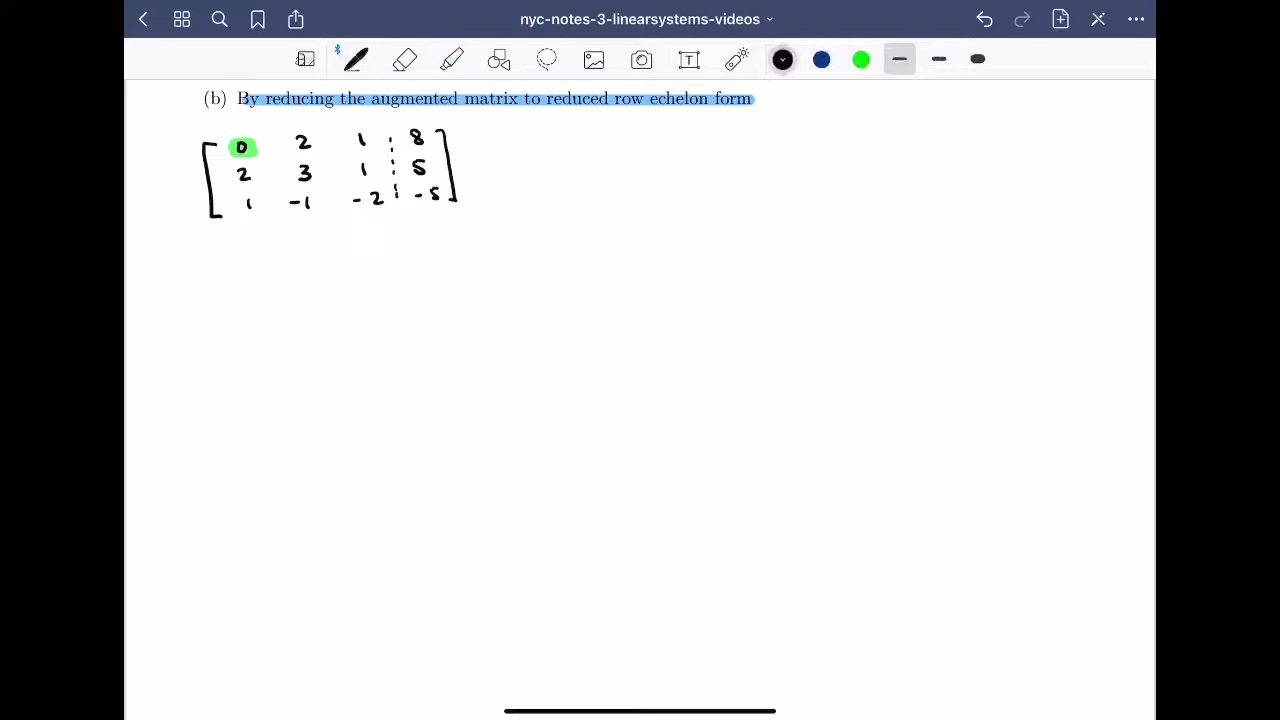 nyc-notes-3-linearsystems-videos
T
(b) By reducing the augmented matrix to reduced row echelon form
0 2 1 8
2 3 1 5
1 -1 -2 -5